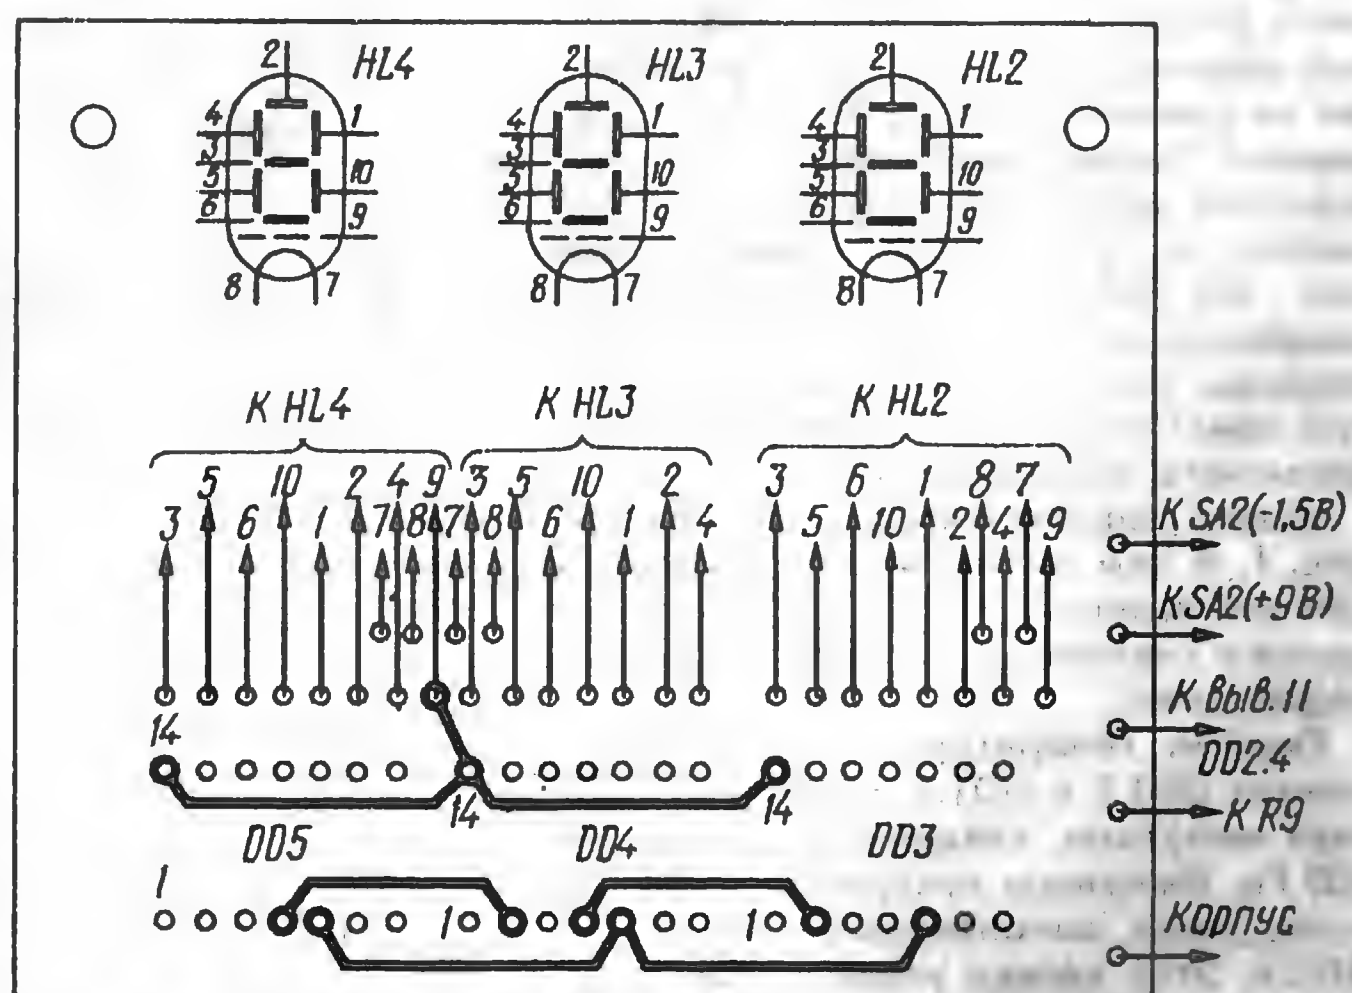 2 HL4 2 HL3 2 HL2
4 1 4 1 4 1
3 3 3
5 10 5 10 5 10
6 9 6 9 6 9
8 7 8 7 8 7
К HL4 К HL3 К HL2
5 10 2 4 9 3 5 10 2 3 6 1 8 7
3 6 1 7 8 7 8 6 1 4 5 10 2 4 9
К SA2(-1,5В)
К SA2(+9В)
К выв. 11
DD2.4
К R9
Корпус
14 14 14
DD5 DD4 DD3
1 1 1